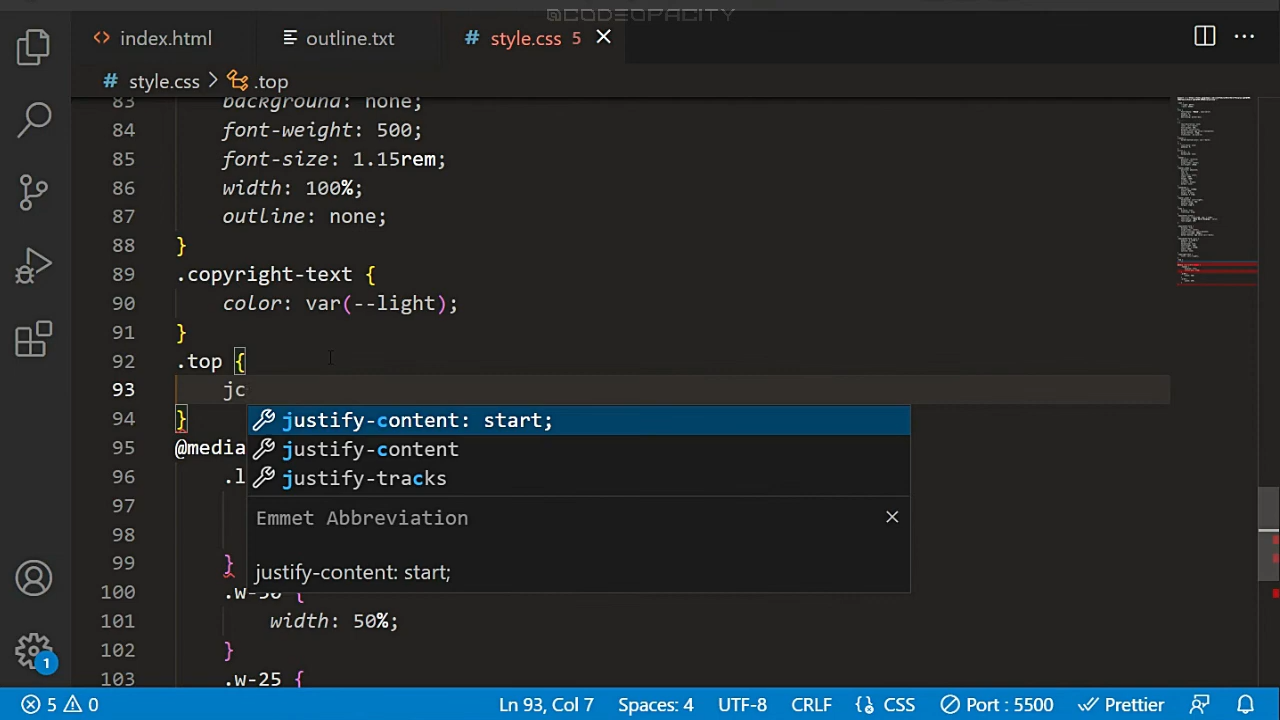 @CODEOPACITY
index.html
outline.txt
# style.css 5
# style.css > .top
83 background: none;
84 font-weight: 500;
85 font-size: 1.15rem;
86 width: 100%;
87 outline: none;
88 }
89 .copyright-text {
90 color: var(--light);
91 }
92 .top {
93 jc
justify-content: start;
94 }
justify-content
95 @media
justify-tracks
96 .l
97
Emmet Abbreviation
98
99 }
justify-content: start;
100 {
101 width: 50%;
102 }
103 .w-25 {
1
5 0
Ln 93, Col 7
Spaces: 4
UTF-8
CRLF
CSS
Port : 5500
Prettier